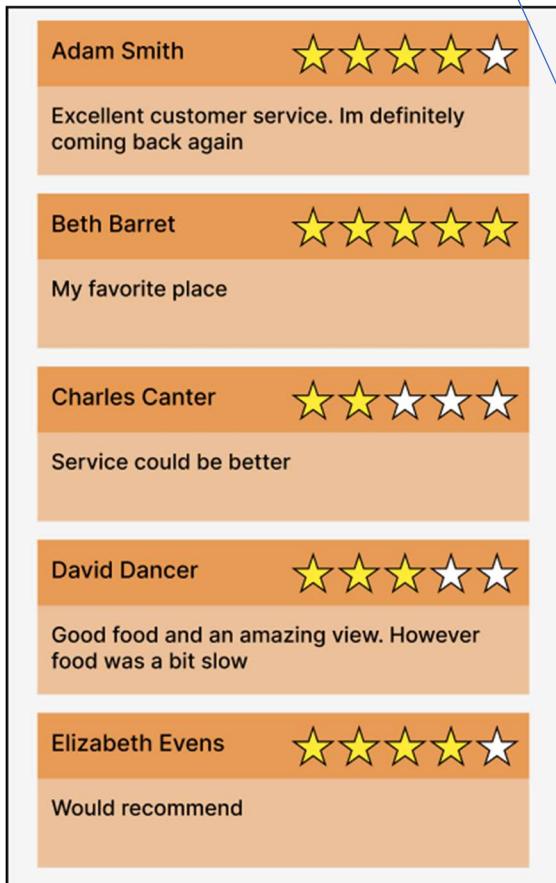 Adam Smith
Excellent customer service. Im definitely
coming back again
Beth Barret
My favorite place
Charles Canter
Service could be better
David Dancer
Good food and an amazing view. However
food was a bit slow
Elizabeth Evens
Would recommend